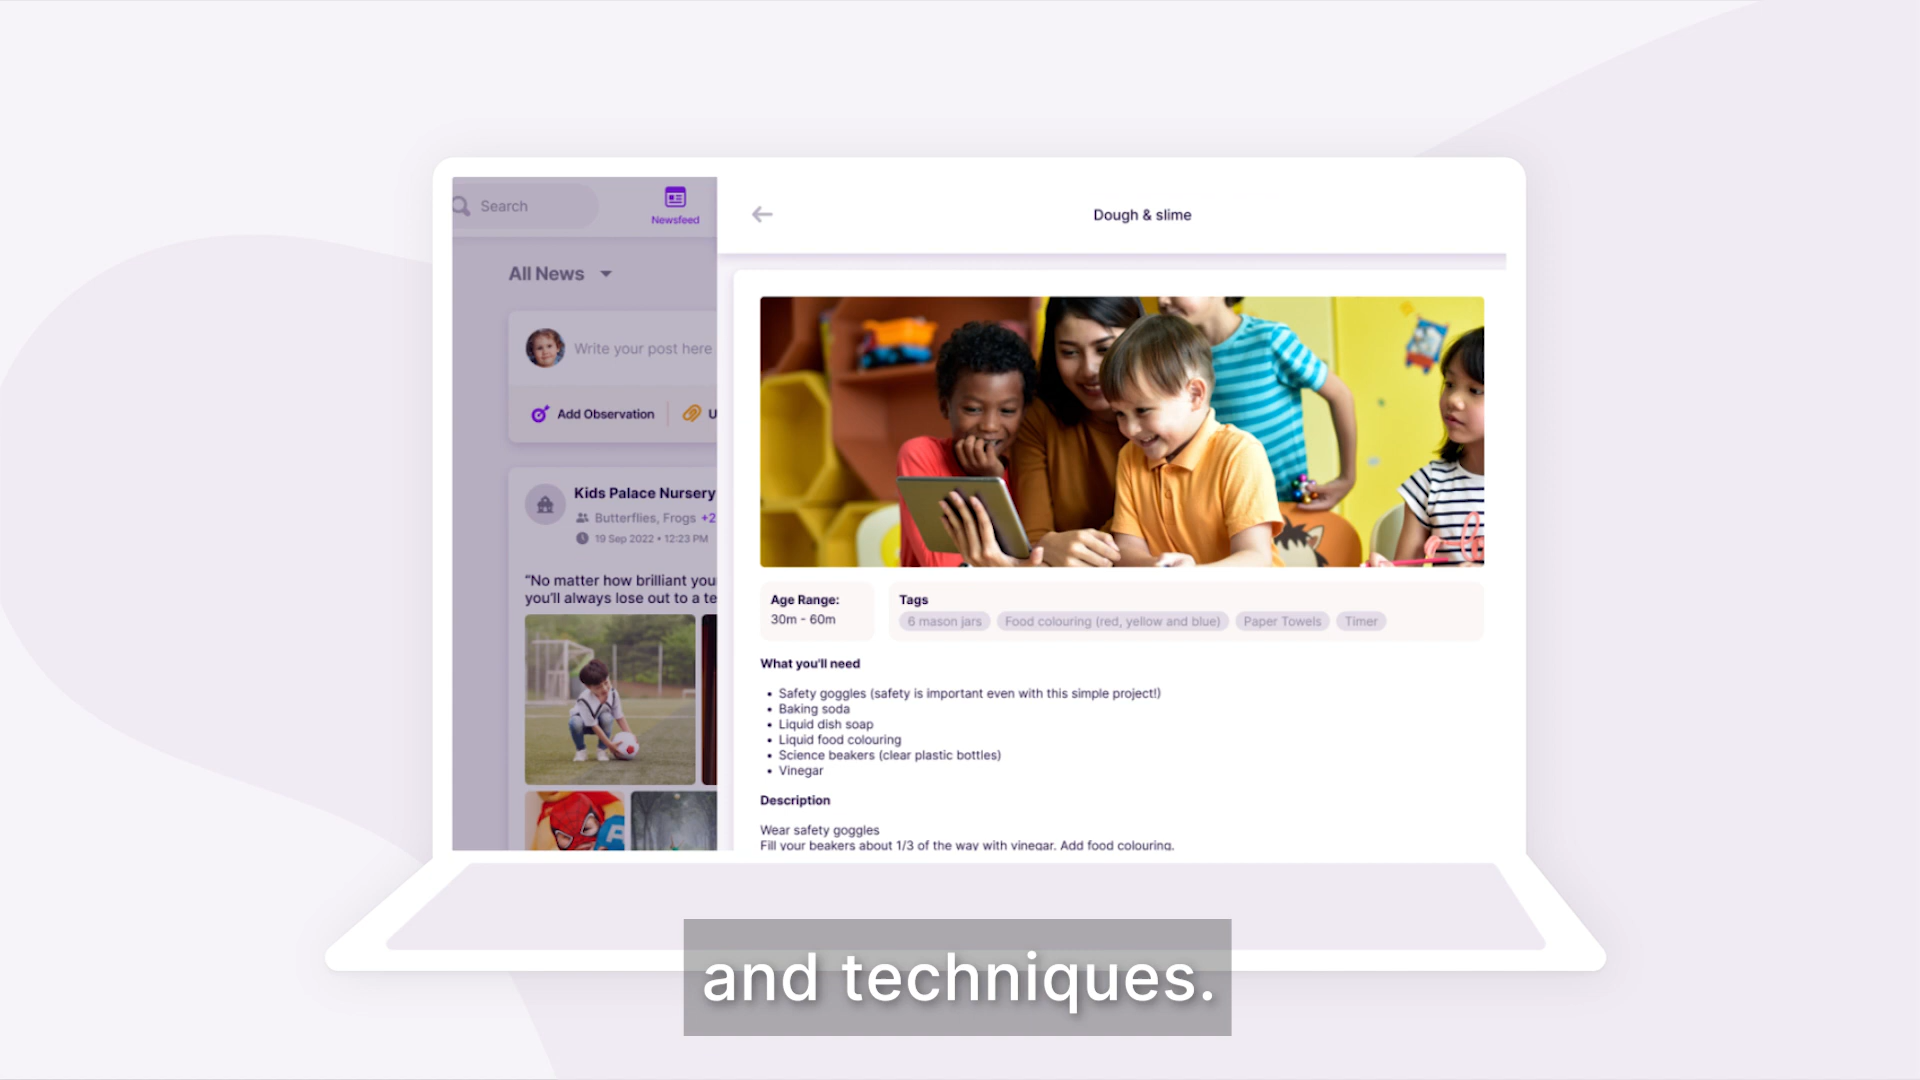 Search
Newsfeed
All News
Write your post here
Add Observation
U
Kids Palace Nursery
Butterflies, Frogs +2
19 Sep 2022 • 12:23 PM
“No matter how brilliant you
you’ll always lose out to a te
Dough & slime
Age Range:
30m - 60m
Tags
6 mason jars
Food colouring (red, yellow and blue)
Paper Towels
Timer
What you'll need
• Safety goggles (safety is important even with this simple project!)
• Baking soda
• Liquid dish soap
• Liquid food colouring
• Science beakers (clear plastic bottles)
• Vinegar
Description
Wear safety goggles
Fill your beakers about 1/3 of the way with vinegar. Add food colouring.
and techniques.